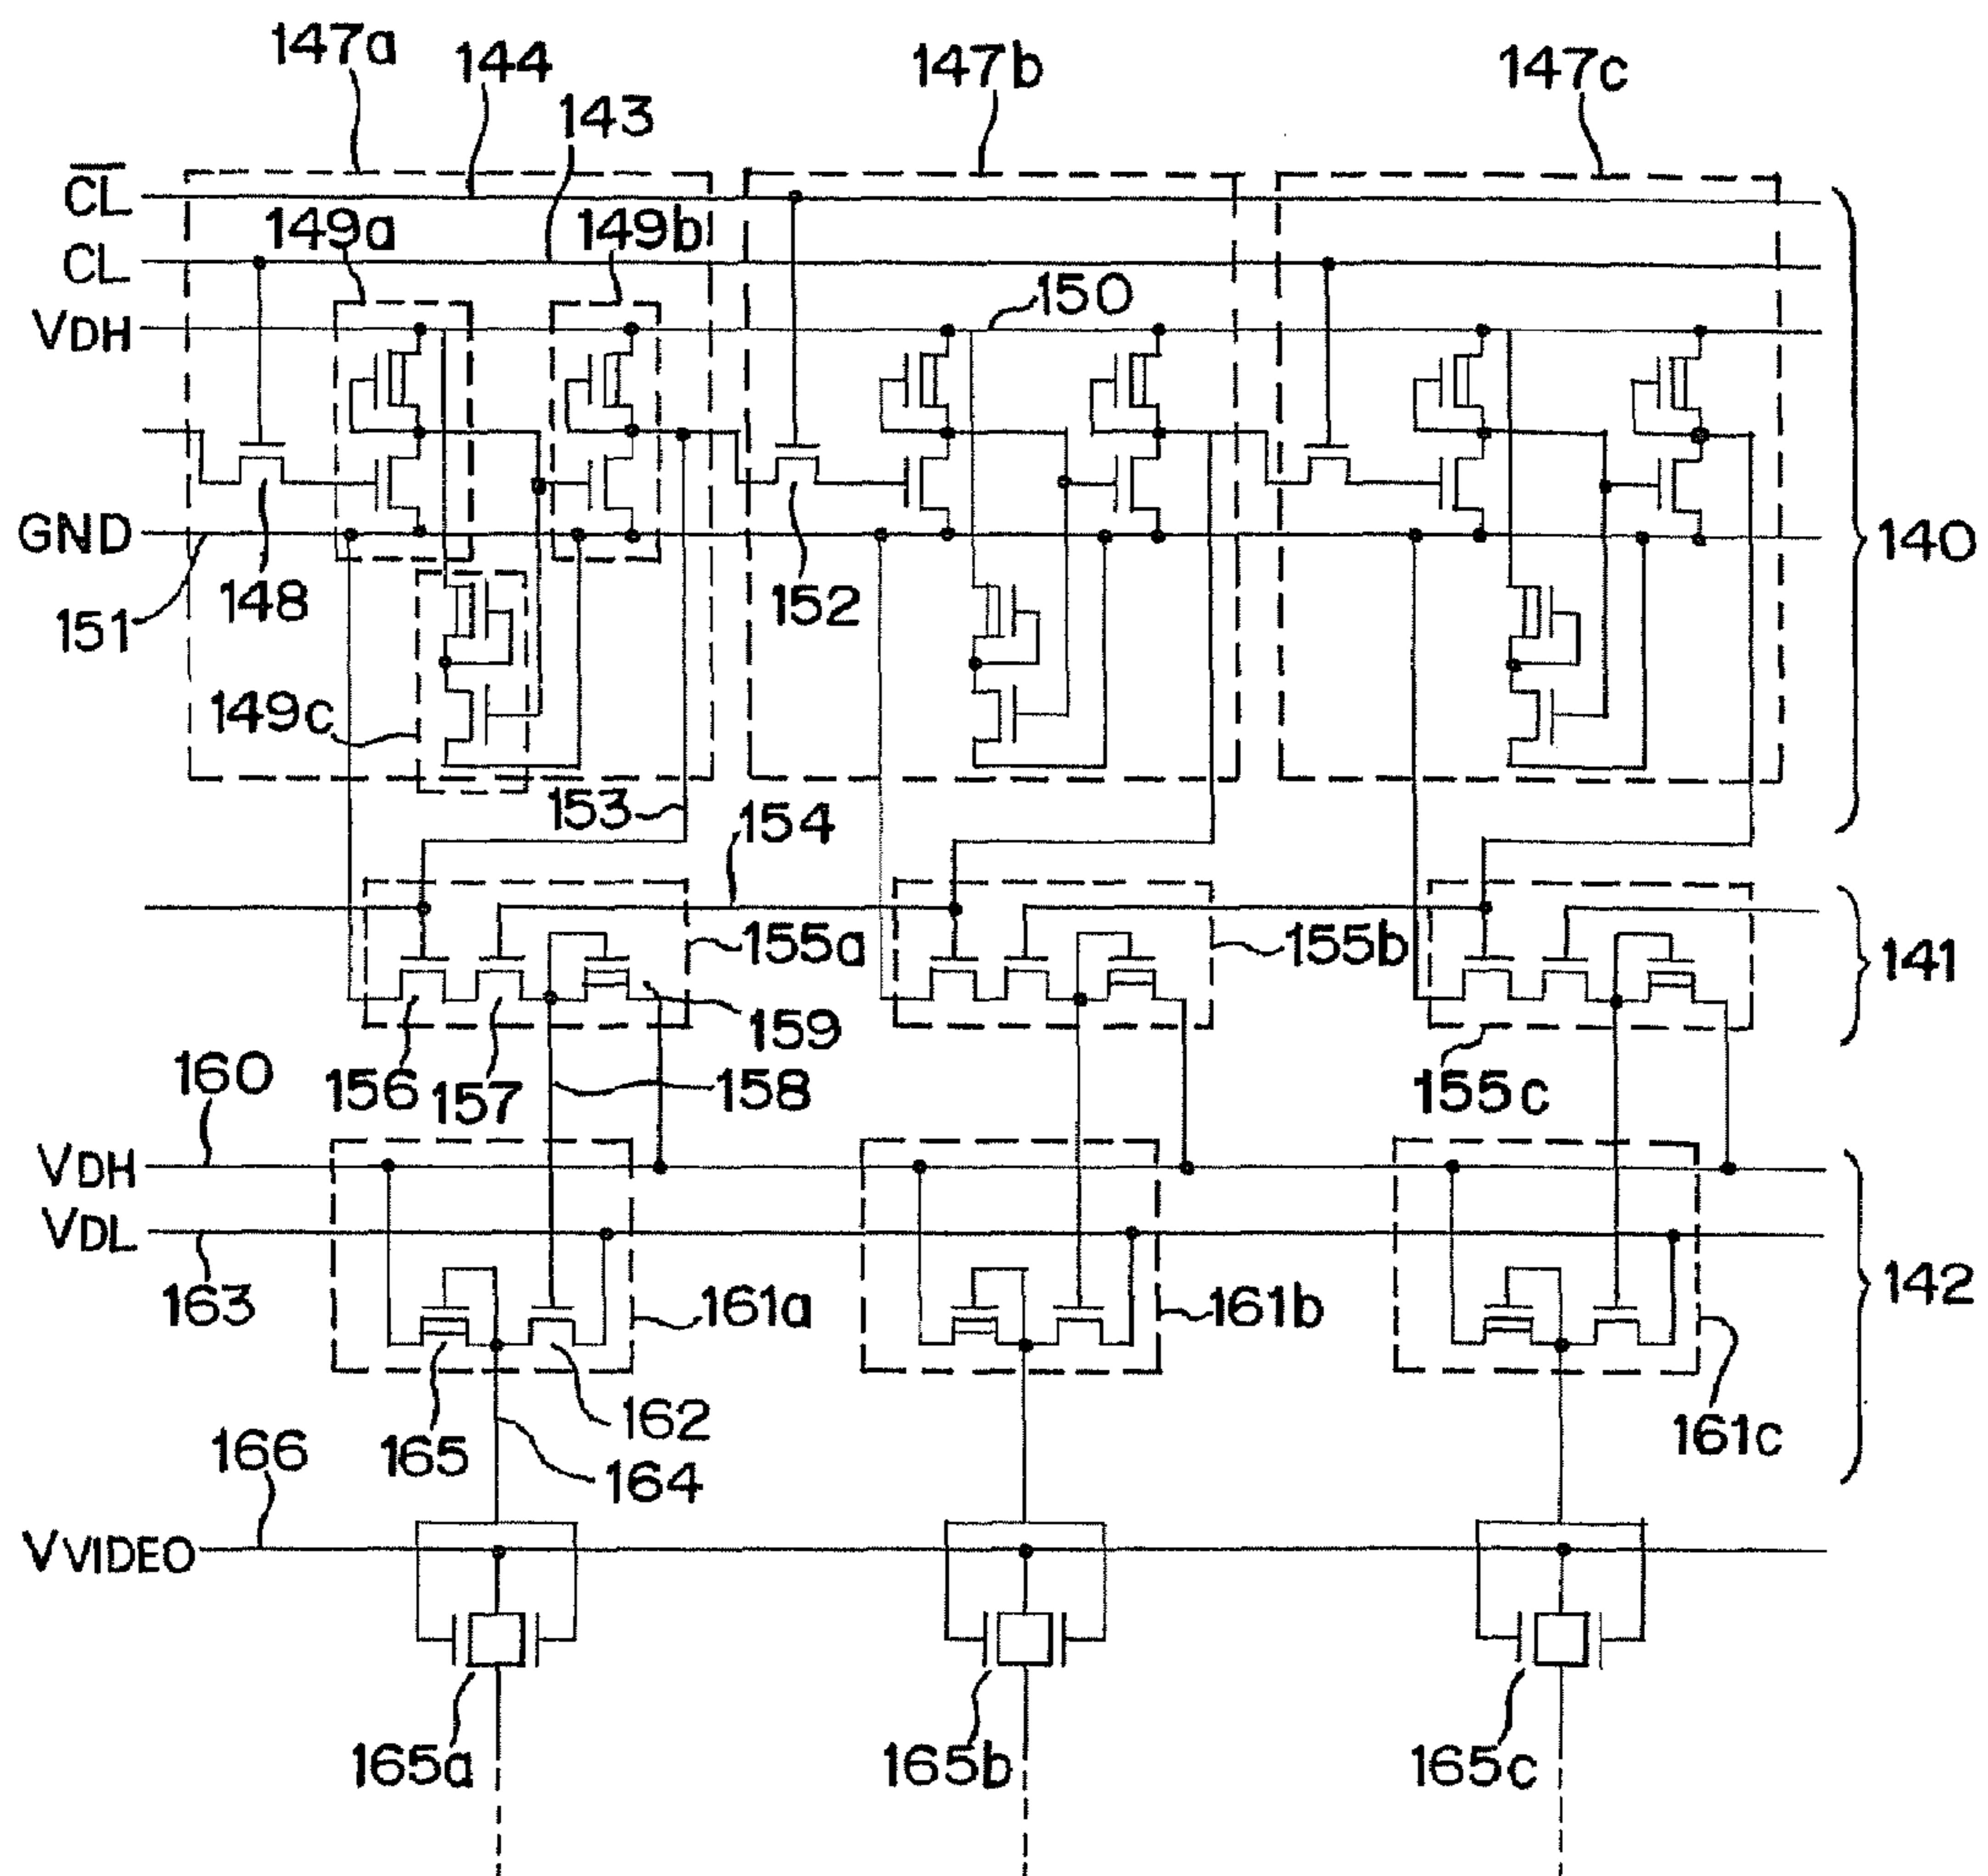 147a 144 147b 147c
143
C̅L̅
149a 149b
CL
150
VDH
GND
140
148 152
151
149c
153 154
155a 155b 141
159
160 156 157 158 155c
VDH
VDL
142
163 161a 161b
162 161c
166 165 164
VVIDEO
165a 165b 165c